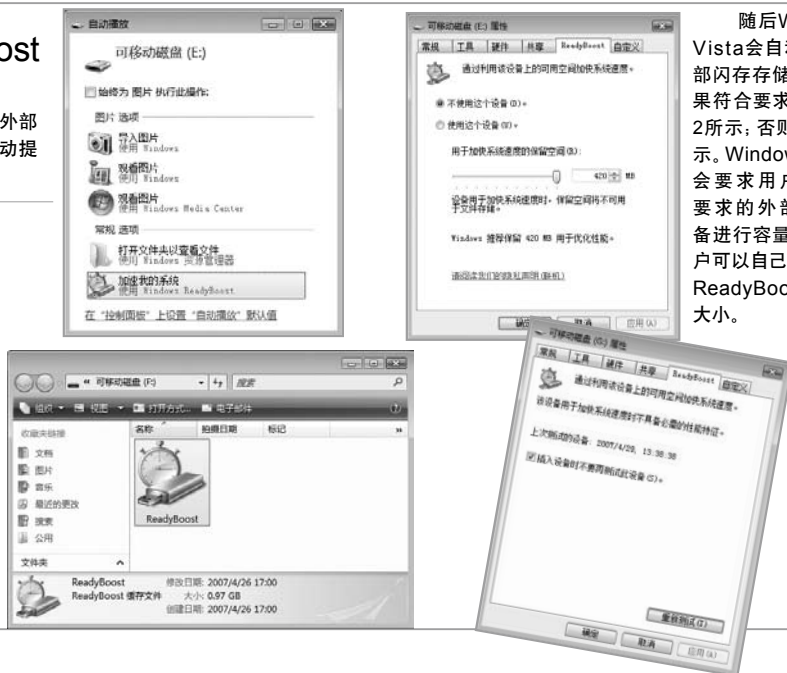 ost
外部
动提
自动播放
可移动磁盘 (E:)
始终为 图片 执行此操作:
图片 选项
导入图片
使用 Windows
观看图片
使用 Windows
观看图片
使用 Windows Media Center
常规 选项
打开文件夹以查看文件
使用 Windows 资源管理器
加速我的系统
使用 Windows ReadyBoost
在 "控制面板" 上设置 "自动播放" 默认值
可移动磁盘 (E:) 属性
常规 工具 硬件 共享 ReadyBoost 自定义
通过利用该设备上的可用空间加快系统速度。
不使用这个设备(D)。
使用这个设备(U)。
用于加快系统速度的保留空间(R):
420 MB
设备用于加快系统速度时，保留空间将不可用
于文件存储。
Windows 推荐保留 420 MB 用于优化性能。
请阅读我们的隐私声明(联机)
确定 取消 应用(A)
随后W
Vista会自动
部闪存存储
果符合要求
2所示；否则
示。Window
会要求用户
要求的外部
备进行容量
户可以自己
ReadyBoo
大小。
可移动磁盘 (F:)
搜索
组织 视图 打开方式... 电子邮件
收藏夹链接
文档
图片
音乐
最近的更改
搜索
公用
文件夹
名称 拍摄日期 标记
ReadyBoost
ReadyBoost 修改日期: 2007/4/26 17:00
ReadyBoost 缓存文件 大小: 0.97 GB
创建日期: 2007/4/26 17:00
可移动磁盘 (G:) 属性
常规 工具 硬件 共享 ReadyBoost 自定义
通过利用该设备上的可用空间加快系统速度。
该设备用于加快系统速度时不具备必需的性能特征。
上次测试的设备: 2007/4/29, 13:38:38
插入设备时不要再测试此设备(S)。
重新测试(T)
确定 取消 应用(A)